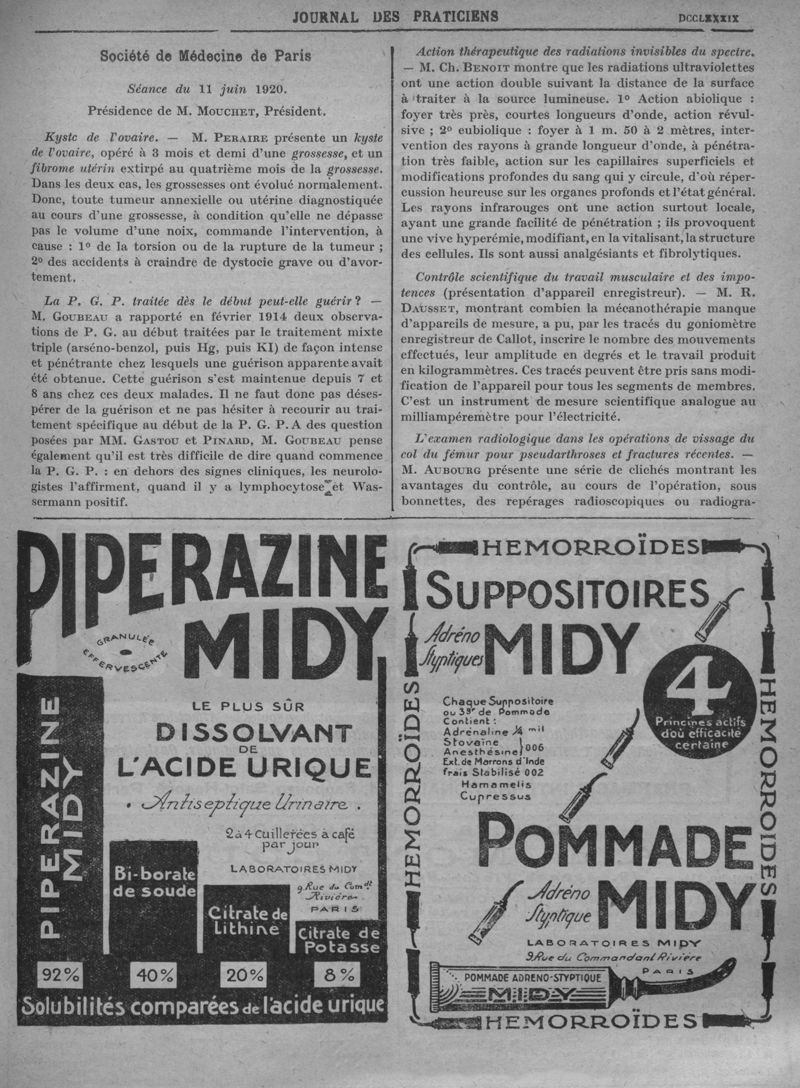 JOURNAL DES PRATICIENS
DCCLXXXIX
Société de Médecine de Paris
Séance du 11 juin 1920.
Présidence de M. MOUCHET, Président.
Kyste de l'ovaire. — M. PERAIRE présente un kyste
de l'ovaire, opéré à 3 mois et demi d'une grossesse, et un
fibrome utérin extirpé au quatrième mois de la grossesse.
Dans les deux cas, les grossesses ont évolué normalement.
Donc, toute tumeur annexielle ou utérine diagnostiquée
au cours d'une grossesse, à condition qu'elle ne dépasse
pas le volume d'une noix, commande l'intervention, à
cause : 1º de la torsion ou de la rupture de la tumeur ;
2º des accidents à craindre de dystocie grave ou d'avor-
tement.
La P. G. P. traitée dès le début peut-elle guérir ? —
M. GOUBEAU a rapporté en février 1914 deux observa-
tions de P. G. au début traitées par le traitement mixte
triple (arséno-benzol, puis Hg, puis KI) de façon intense
et pénétrante chez lesquels une guérison apparente avait
été obtenue. Cette guérison s'est maintenue depuis 7 et
8 ans chez ces deux malades. Il ne faut donc pas déses-
pérer de la guérison et ne pas hésiter à recourir au trai-
tement spécifique au début de la P. G. P. A des question
posées par MM. GASTOU et PINARD, M. GOUBEAU pense
également qu'il est très difficile de dire quand commence
la P. G. P. : en dehors des signes cliniques, les neurolo-
gistes l'affirment, quand il y a lymphocytose et Was-
sermann positif.
Action thérapeutique des radiations invisibles du spectre.
— M. Ch. BENOIT montre que les radiations ultraviolettes
ont une action double suivant la distance de la surface
à traiter à la source lumineuse. 1º Action abiolique :
foyer très près, courtes longueurs d'onde, action révul-
sive ; 2º eubiolique : foyer à 1 m. 50 à 2 mètres, inter-
vention des rayons à grande longueur d'onde, à pénétra-
tion très faible, action sur les capillaires superficiels et
modifications profondes du sang qui y circule, d'où réper-
cussion heureuse sur les organes profonds et l'état général.
Les rayons infrarouges ont une action surtout locale,
ayant une grande facilité de pénétration ; ils provoquent
une vive hyperémie, modifiant, en la vitalisant, la structure
des cellules. Ils sont aussi analgésiants et fibrolytiques.
Contrôle scientifique du travail musculaire et des impo-
tences (présentation d'appareil enregistreur). — M. R.
DAUSSET, montrant combien la mécanothérapie manque
d'appareils de mesure, a pu, par les tracés du goniomètre
enregistreur de Callot, inscrire le nombre des mouvements
effectués, leur amplitude en degrés et le travail produit
en kilogrammètres. Ces tracés peuvent être pris sans modi-
fication de l'appareil pour tous les segments de membres.
C'est un instrument de mesure scientifique analogue au
milliampéremètre pour l'électricité.
L'examen radiologique dans les opérations de vissage du
col du fémur pour pseudarthroses et fractures récentes. —
M. AUBOURG présente une série de clichés montrant les
avantages du contrôle, au cours de l'opération, sous
bonnettes, des repérages radioscopiques ou radiogra-
PIPERAZINE
MIDY
GRANULÉE
EFFERVESCENTE
LE PLUS SÛR
DISSOLVANT
DE
L'ACIDE URIQUE
. Antiseptique Urinaire .
2 à 4 Cuillerées à café
par jour
LABORATOIRES MIDY
9 Rue du Comdt
Rivière
PARIS
PIPERAZINE
MIDY
Bi-borate
de soude
Citrate de
Lithine
Citrate de
Potasse
92% 40% 20% 8%
Solubilités comparées de l'acide urique
HEMORROÏDES
SUPPOSITOIRES
Adréno
Styptiques
MIDY
HEMORROÏDES
HEMORROIDES
Chaque Suppositoire
ou 3gr de Pommade
Contient :
Adrénaline ¼ mil
Stovaïne
Anesthésine } 006
Ext. de Marrons d'Inde
frais Stabilisé 002
Hamamelis
Cupressus
4
Principes actifs
doù efficacité
certaine
POMMADE
Adréno
Styptique
MIDY
LABORATOIRES MIDY
9 Rue du Commandant Rivière
PARIS
POMMADE ADRENO-STYPTIQUE
MIDY
HEMORROÏDES